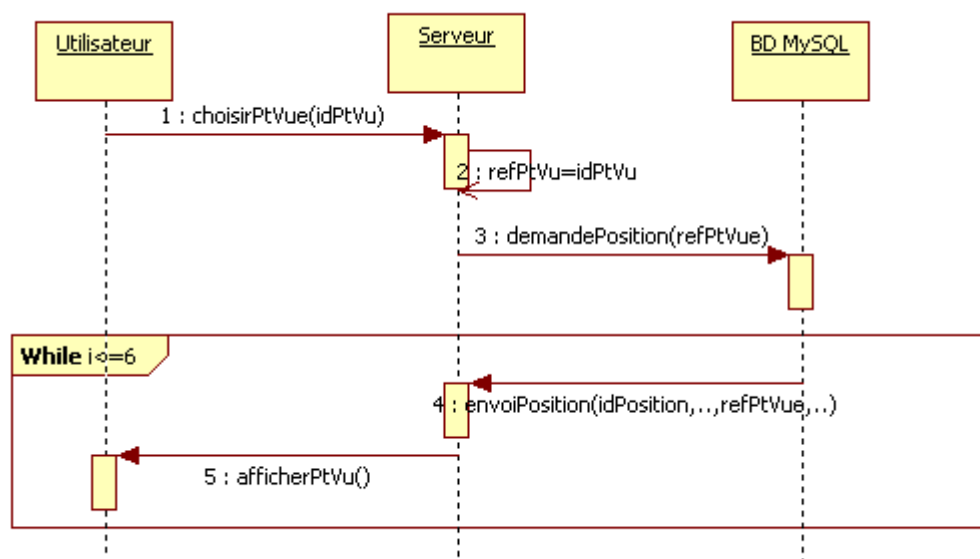 Utilisateur
Serveur
BD MySQL
1 : choisirPtVue(idPtVu)
2 : refPtVu=idPtVu
3 : demandePosition(refPtVue)
While i<=6
4 : envoiPosition(idPosition,..,refPtVue,..)
5 : afficherPtVu()